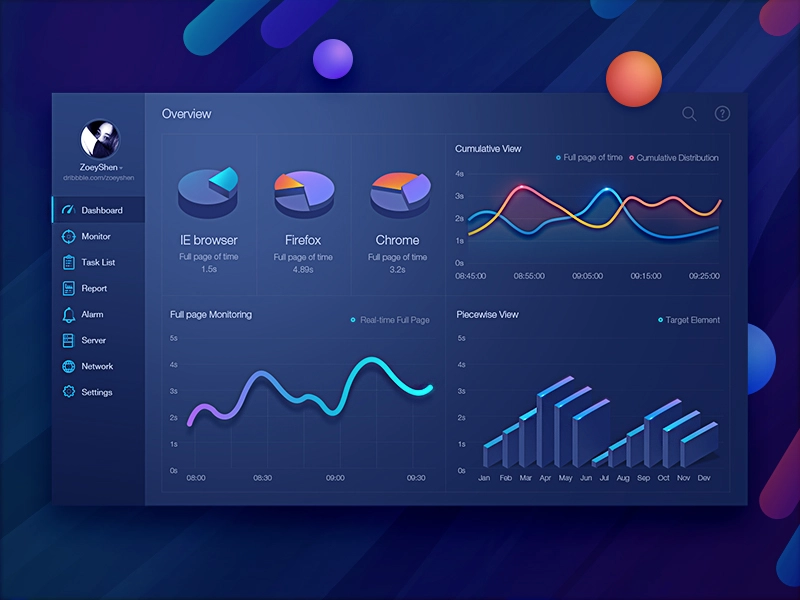 Overview
?
ZoeyShen
dribbble.com/zoeyshen
Dashboard
Monitor
Task List
Report
Alarm
Server
Network
Settings
IE browser
Full page of time
1.5s
Firefox
Full page of time
4.89s
Chrome
Full page of time
3.2s
Cumulative View
Full page of time
Cumulative Distribution
4s
3s
2s
1s
0s
08:45:00 08:55:00 09:05:00 09:15:00 09:25:00
Full page Monitoring
Real-time Full Page
5s
4s
3s
2s
1s
0s
08:00 08:30 09:00 09:30
Piecewise View
Target Element
5s
4s
3s
2s
1s
0s
Jan Feb Mar Apr May Jun Jul Aug Sep Oct Nov Dev